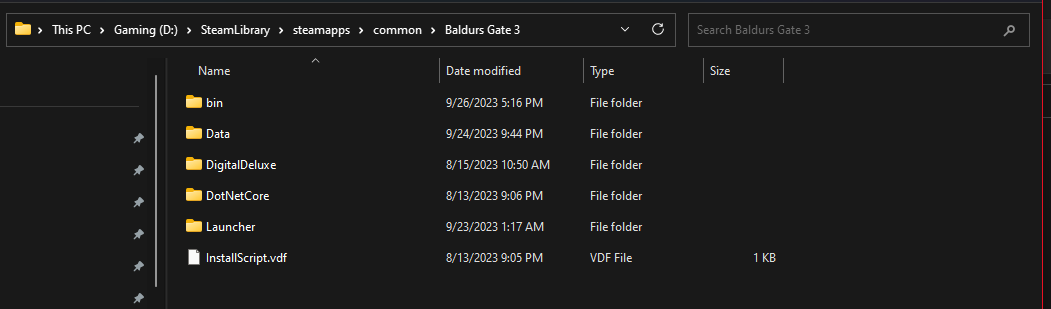 This PC > Gaming (D:) > SteamLibrary > steamapps > common > Baldurs Gate 3
Search Baldurs Gate 3
Name Date modified Type Size
bin 9/26/2023 5:16 PM File folder
Data 9/24/2023 9:44 PM File folder
DigitalDeluxe 8/15/2023 10:50 AM File folder
DotNetCore 8/13/2023 9:06 PM File folder
Launcher 9/23/2023 1:17 AM File folder
InstallScript.vdf 8/13/2023 9:05 PM VDF File 1 KB